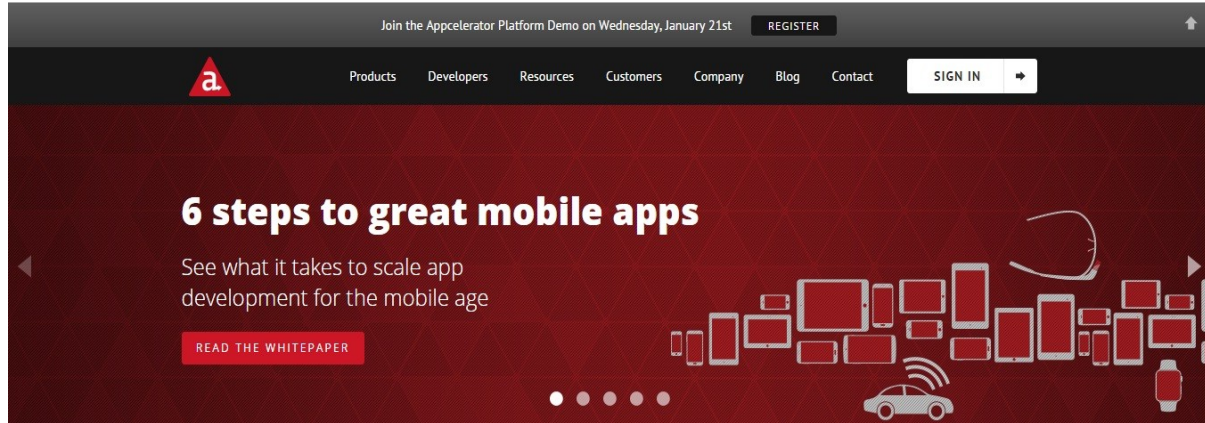 Join the Appcelerator Platform Demo on Wednesday, January 21st REGISTER
a
Products Developers Resources Customers Company Blog Contact SIGN IN
6 steps to great mobile apps
See what it takes to scale app
development for the mobile age
READ THE WHITEPAPER